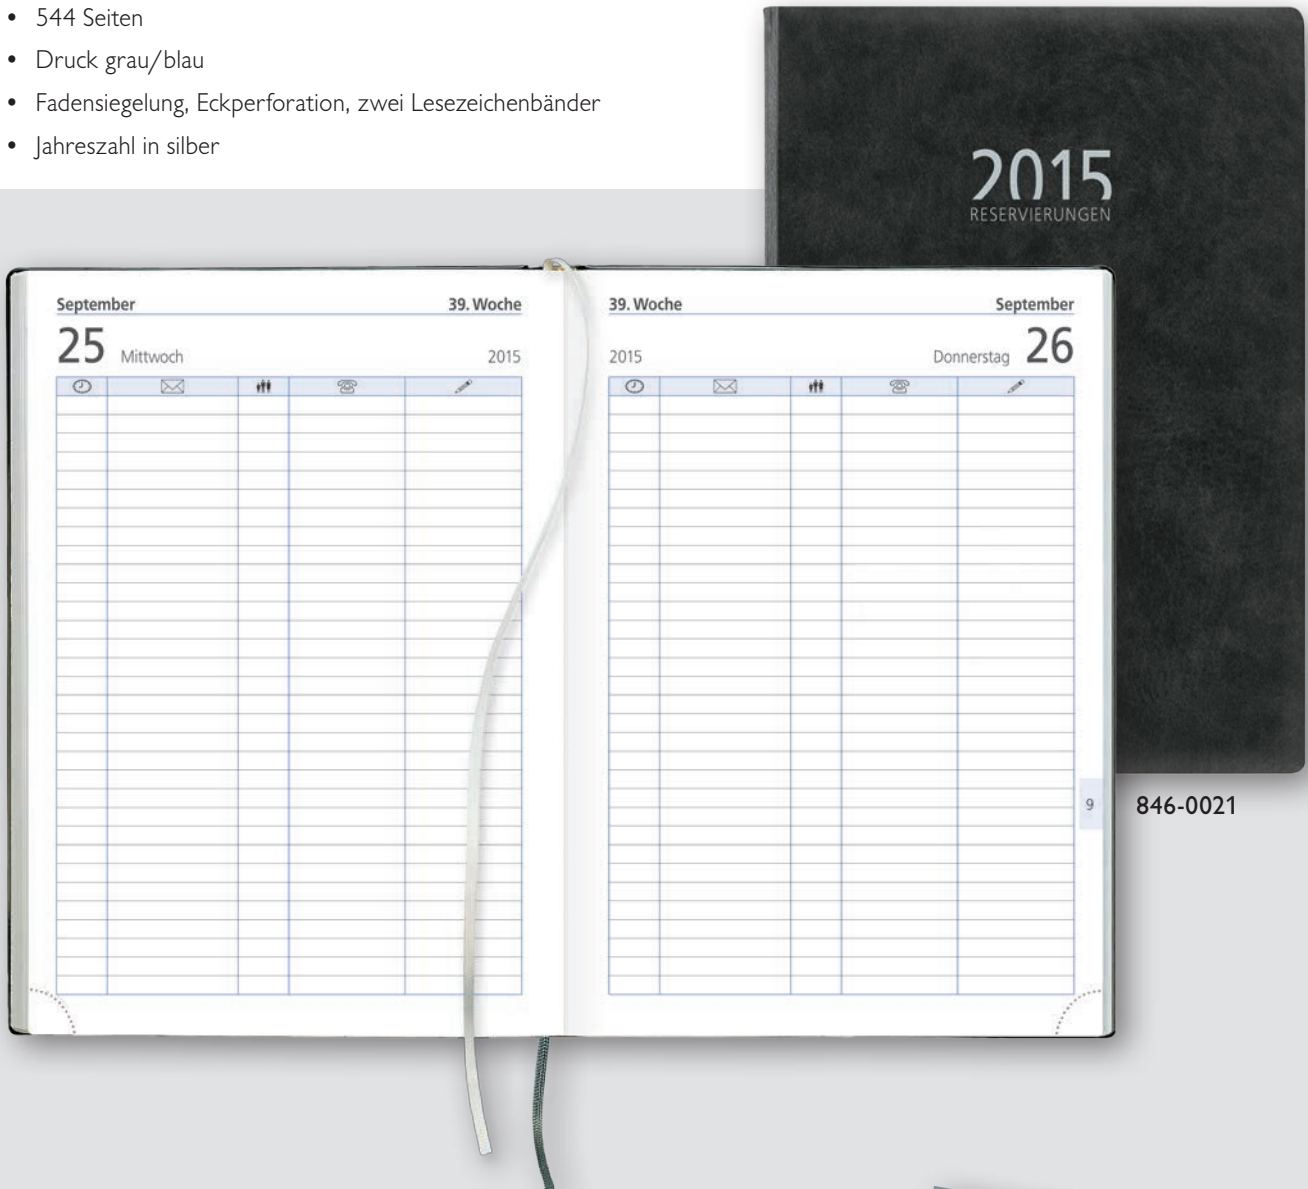 • 544 Seiten
• Druck grau/blau
• Fadensiegelung, Eckperforation, zwei Lesezeichenbänder
• Jahreszahl in silber
2015
RESERVIERUNGEN
September 39. Woche
25 Mittwoch 2015
39. Woche September
2015 Donnerstag 26
9
846-0021